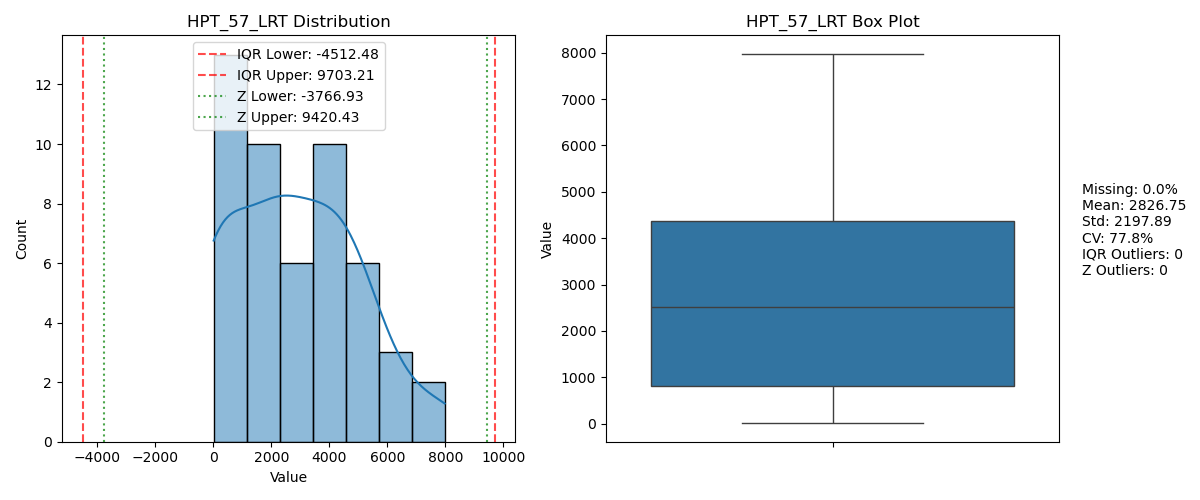 HPT_57_LRT Distribution
IQR Lower: -4512.48
IQR Upper: 9703.21
Z Lower: -3766.93
Z Upper: 9420.43
Count
12
10
8
6
4
2
0
−4000
−2000
0
2000
4000
6000
8000
10000
Value
HPT_57_LRT Box Plot
Value
8000
7000
6000
5000
4000
3000
2000
1000
0
Missing: 0.0%
Mean: 2826.75
Std: 2197.89
CV: 77.8%
IQR Outliers: 0
Z Outliers: 0